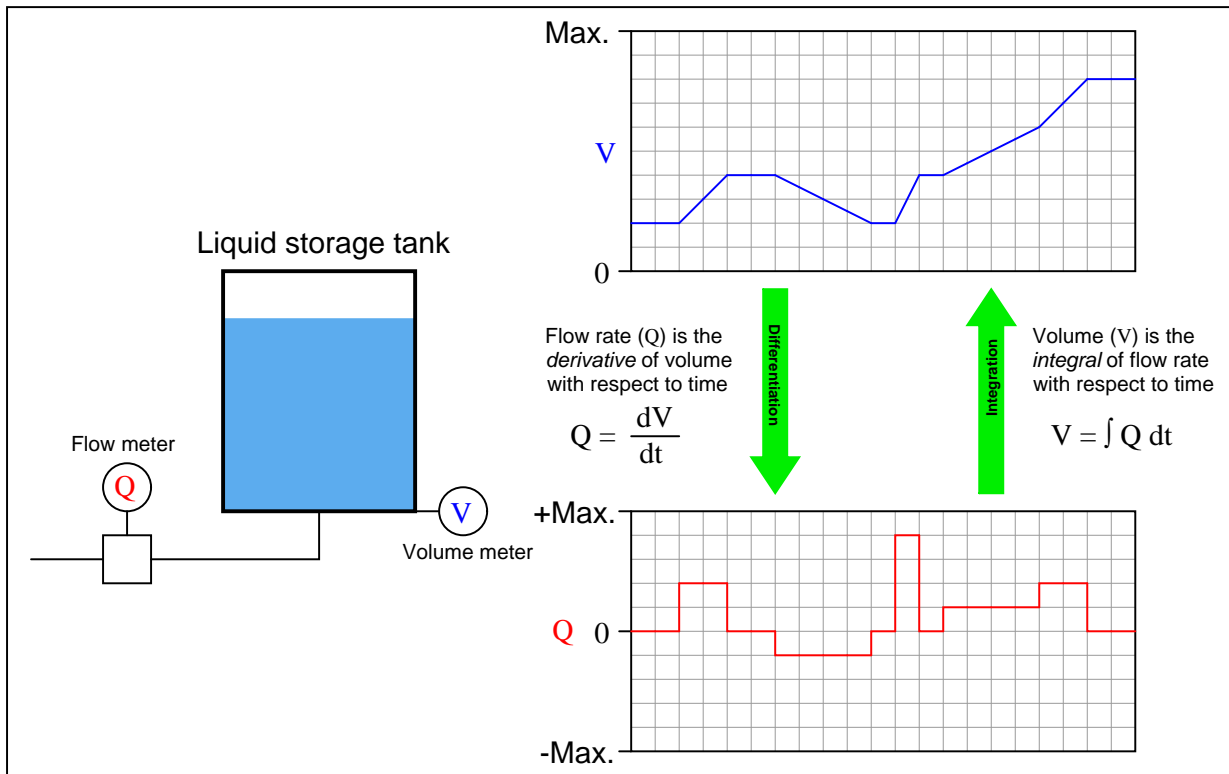 Max.
V
0
Liquid storage tank
Flow meter
Q
V
Volume meter
Flow rate (Q) is the
derivative of volume
with respect to time
Q = dV
dt
Differentiation
Integration
Volume (V) is the
integral of flow rate
with respect to time
V = ∫ Q dt
+Max.
Q 0
-Max.